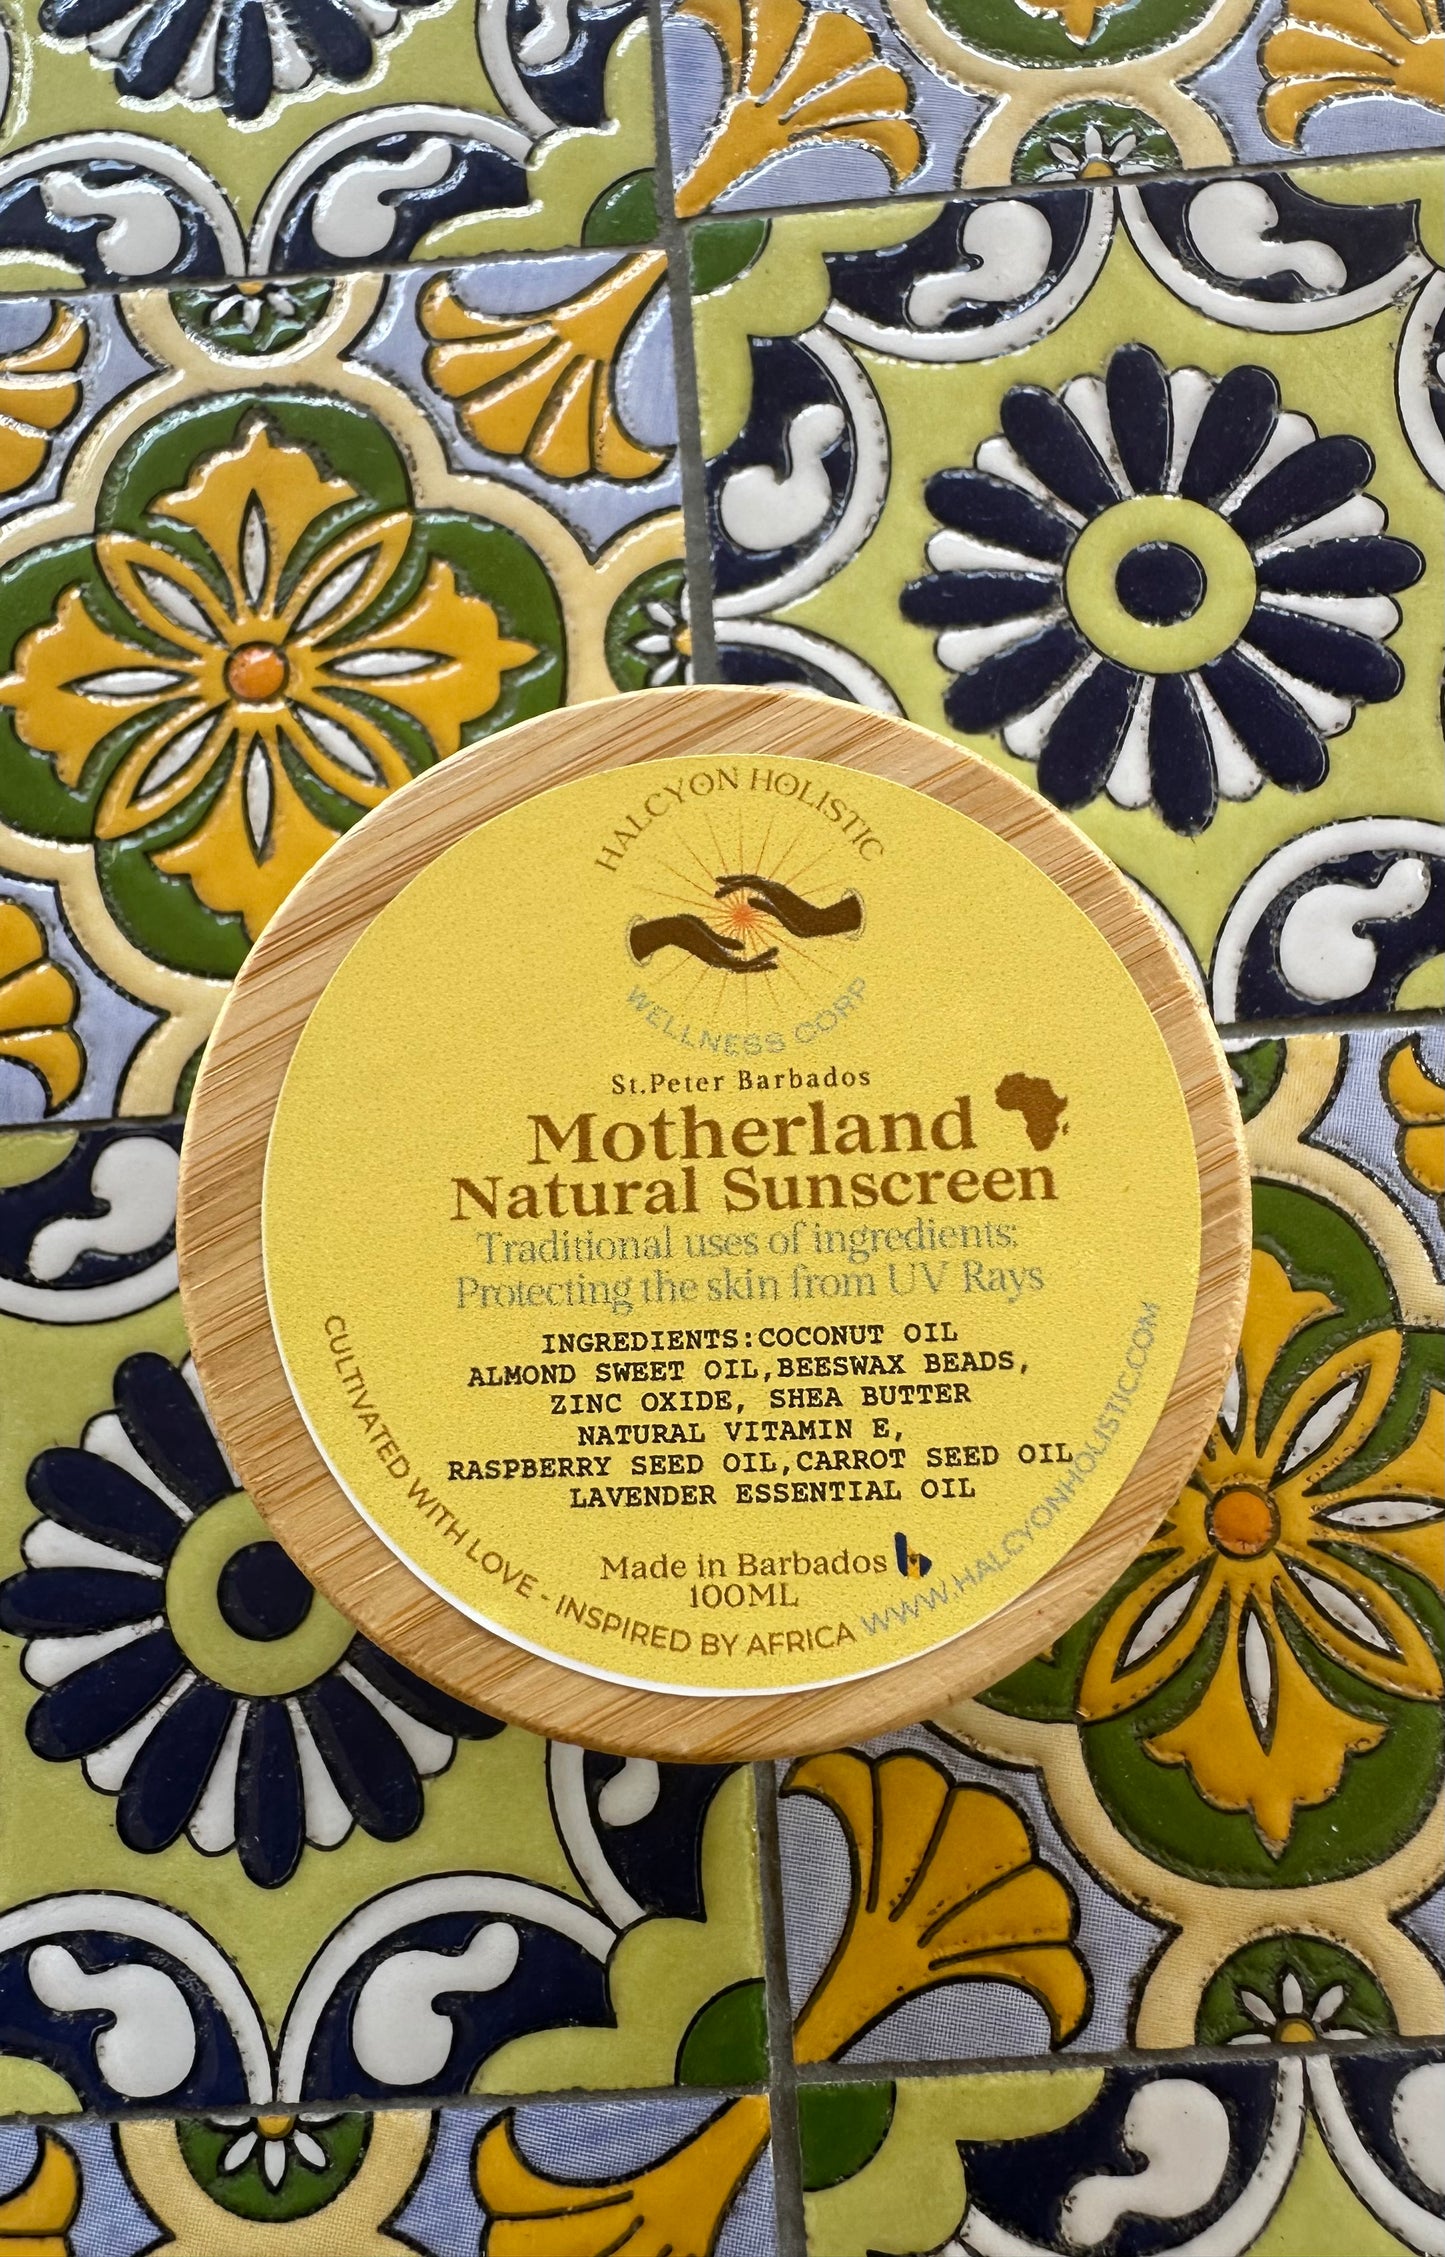 HALCYON HOLISTIC
WELLNESS CORP
St.Peter Barbados
Motherland
Natural Sunscreen
Traditional uses of ingredients:
Protecting the skin from UV Rays
INGREDIENTS:COCONUT OIL
ALMOND SWEET OIL,BEESWAX BEADS,
ZINC OXIDE, SHEA BUTTER
NATURAL VITAMIN E,
RASPBERRY SEED OIL,CARROT SEED OIL
LAVENDER ESSENTIAL OIL
Made in Barbados
100ML
CULTIVATED WITH LOVE - INSPIRED BY AFRICA WWW.HALCYONHOLISTIC.COM